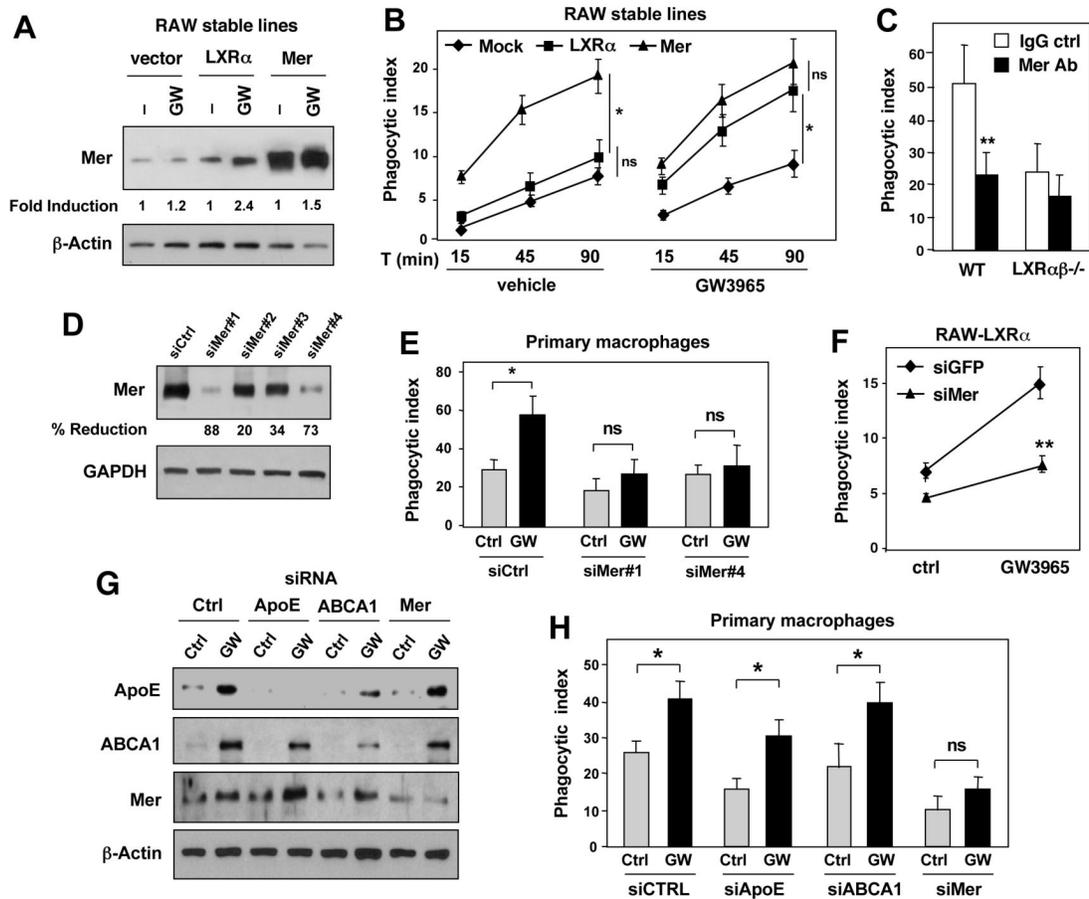 A
RAW stable lines
vector LXRα Mer
– GW – GW – GW
Mer
Fold Induction 1 1.2 1 2.4 1 1.5
β-Actin
B
RAW stable lines
Mock LXRα Mer
Phagocytic index
20
15
10
5
0
*
ns
ns
*
T (min) 15 45 90 15 45 90
vehicle GW3965
C
IgG ctrl
Mer Ab
Phagocytic index
60
50
40
30
20
10
0
**
WT LXRαβ-/-
D
siCtrl siMer#1 siMer#2 siMer#3 siMer#4
Mer
% Reduction 88 20 34 73
GAPDH
E
Primary macrophages
Phagocytic index
80
60
40
20
0
* ns ns
Ctrl GW Ctrl GW Ctrl GW
siCtrl siMer#1 siMer#4
F
RAW-LXRα
siGFP
siMer
Phagocytic index
15
10
5
0
**
ctrl GW3965
G
siRNA
Ctrl ApoE ABCA1 Mer
Ctrl GW Ctrl GW Ctrl GW Ctrl GW
ApoE
ABCA1
Mer
β-Actin
H
Primary macrophages
Phagocytic index
50
40
30
20
10
0
* * * ns
Ctrl GW Ctrl GW Ctrl GW Ctrl GW
siCTRL siApoE siABCA1 siMer